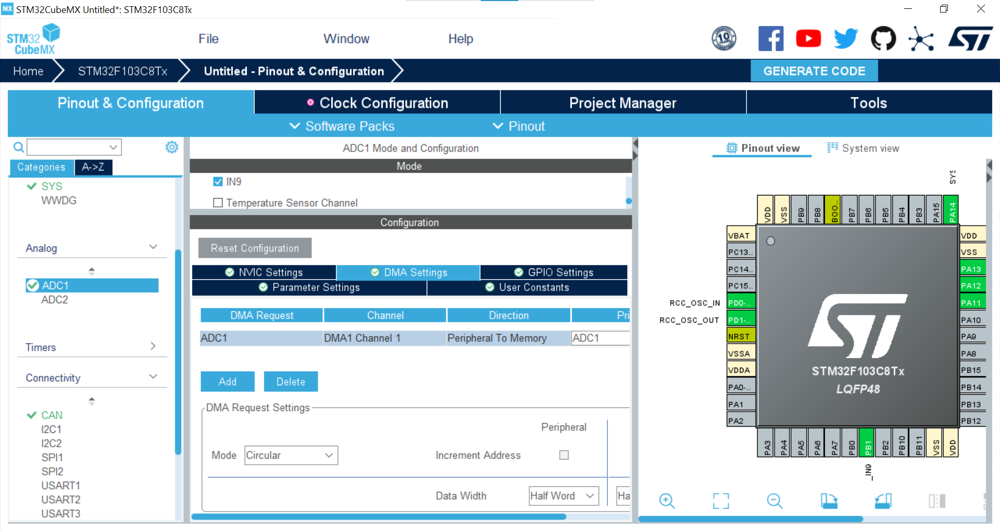 MX STM32CubeMX Untitled*: STM32F103C8Tx
STM32
CubeMX
File
Window
Help
10
Home
STM32F103C8Tx
Untitled - Pinout & Configuration
GENERATE CODE
Pinout & Configuration
Clock Configuration
Project Manager
Tools
Software Packs
Pinout
Categories
A->Z
SYS
WWDG
Analog
ADC1
ADC2
Timers
Connectivity
CAN
I2C1
I2C2
SPI1
SPI2
USART1
USART2
USART3
ADC1 Mode and Configuration
Mode
IN9
Temperature Sensor Channel
Configuration
Reset Configuration
NVIC Settings
DMA Settings
GPIO Settings
Parameter Settings
User Constants
DMA Request
Channel
Direction
Pri
ADC1
DMA1 Channel 1
Peripheral To Memory
ADC1
Add
Delete
DMA Request Settings
Peripheral
Mode
Circular
Increment Address
Data Width
Half Word
Ha
Pinout view
System view
SYS
VDD
VSS
PB9
PB8
BOO..
PB7
PB6
PB5
PB4
PB3
PA15
PA14
VBAT
PC13..
PC14..
PC15..
RCC_OSC_IN
PD0-..
RCC_OSC_OUT
PD1-..
NRST
VSSA
VDDA
PA0-..
PA1
PA2
ST
STM32F103C8Tx
LQFP48
VDD
VSS
PA13
PA12
PA11
PA10
PA9
PA8
PB15
PB14
PB13
PB12
PA3
PA4
PA5
PA6
PA7
PB0
PB1
PB2
PB10
PB11
VSS
VDD
_IN9